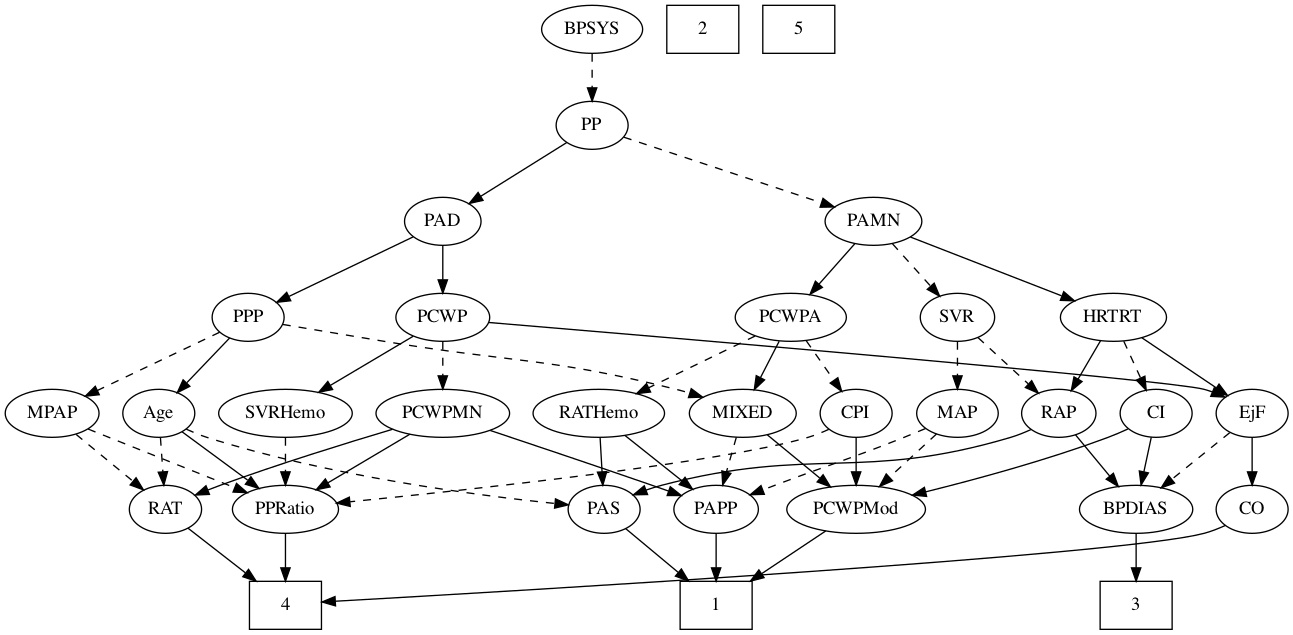 BPSYS 2 5
PP
PAD PAMN
PPP PCWP PCWPA SVR HRTRT
MPAP Age SVRHemo PCWPMN RATHemo MIXED CPI MAP RAP CI EjF
RAT PPRatio PAS PAPP PCWPMod BPDIAS CO
4 1 3